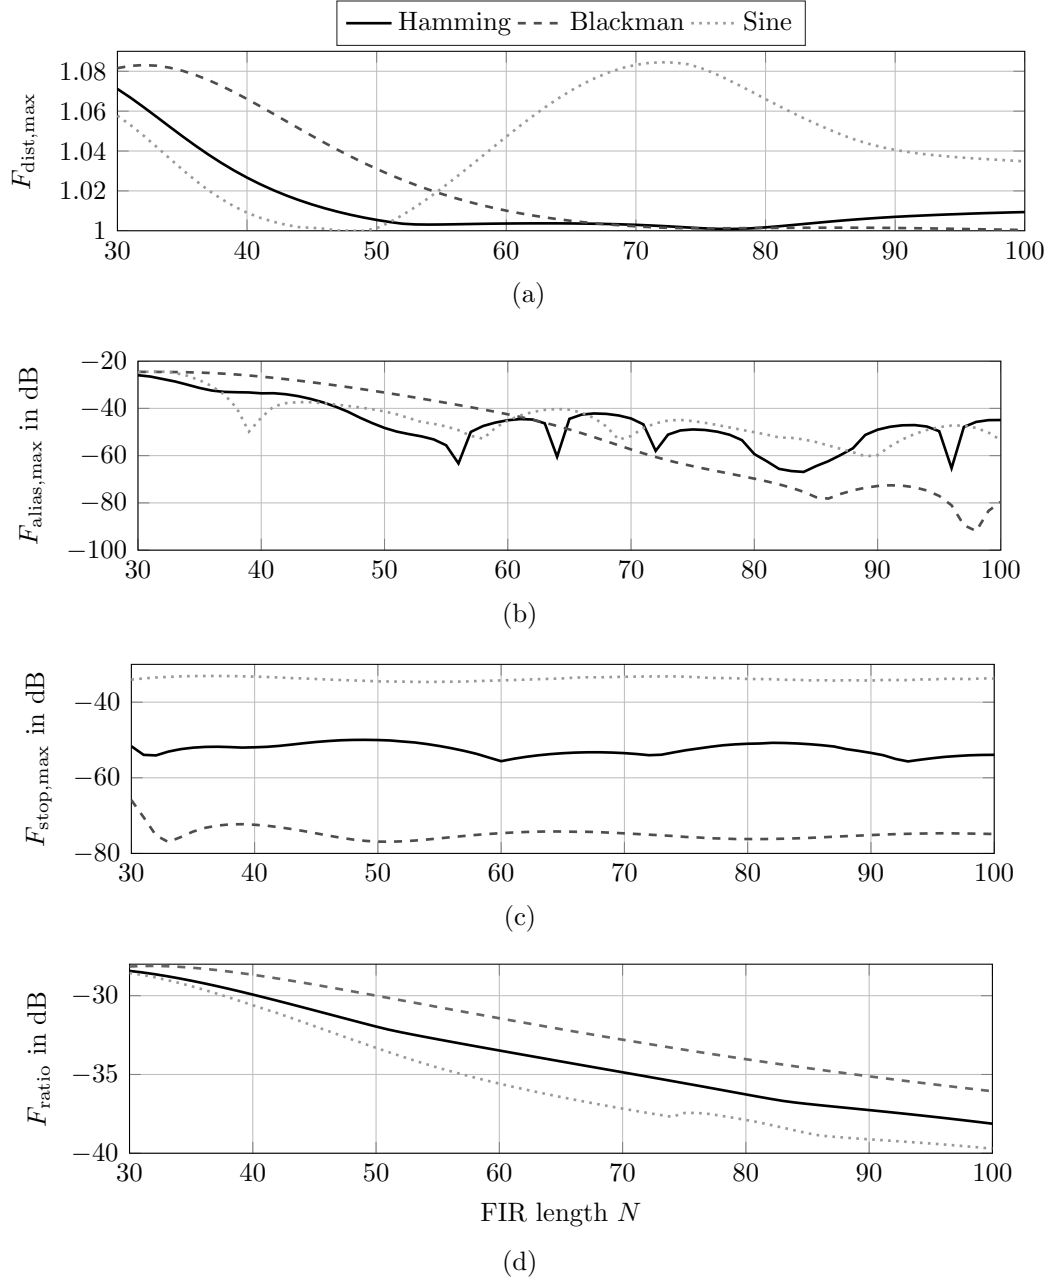 Hamming Blackman Sine
F_dist,max
1.08
1.06
1.04
1.02
1
30 40 50 60 70 80 90 100
(a)
F_alias,max in dB
−20
−40
−60
−80
−100
30 40 50 60 70 80 90 100
(b)
F_stop,max in dB
−40
−60
−80
30 40 50 60 70 80 90 100
(c)
F_ratio in dB
−30
−35
−40
30 40 50 60 70 80 90 100
FIR length N
(d)